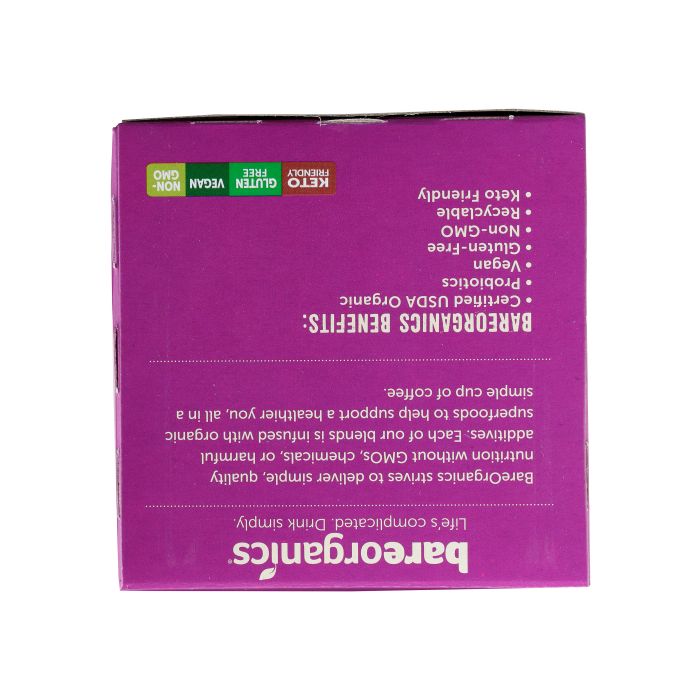 bareorganics®
Life's complicated. Drink simply.
BareOrganics strives to deliver simple, quality
nutrition without GMOs, chemicals, or harmful
additives. Each of our blends is infused with organic
superfoods to help support a healthier you, all in a
simple cup of coffee.
BAREORGANICS BENEFITS:
• Certified USDA Organic
• Probiotics
• Vegan
• Gluten-Free
• Non-GMO
• Recyclable
• Keto Friendly
KETO
FRIENDLY
GLUTEN
FREE
VEGAN
NON-
GMO